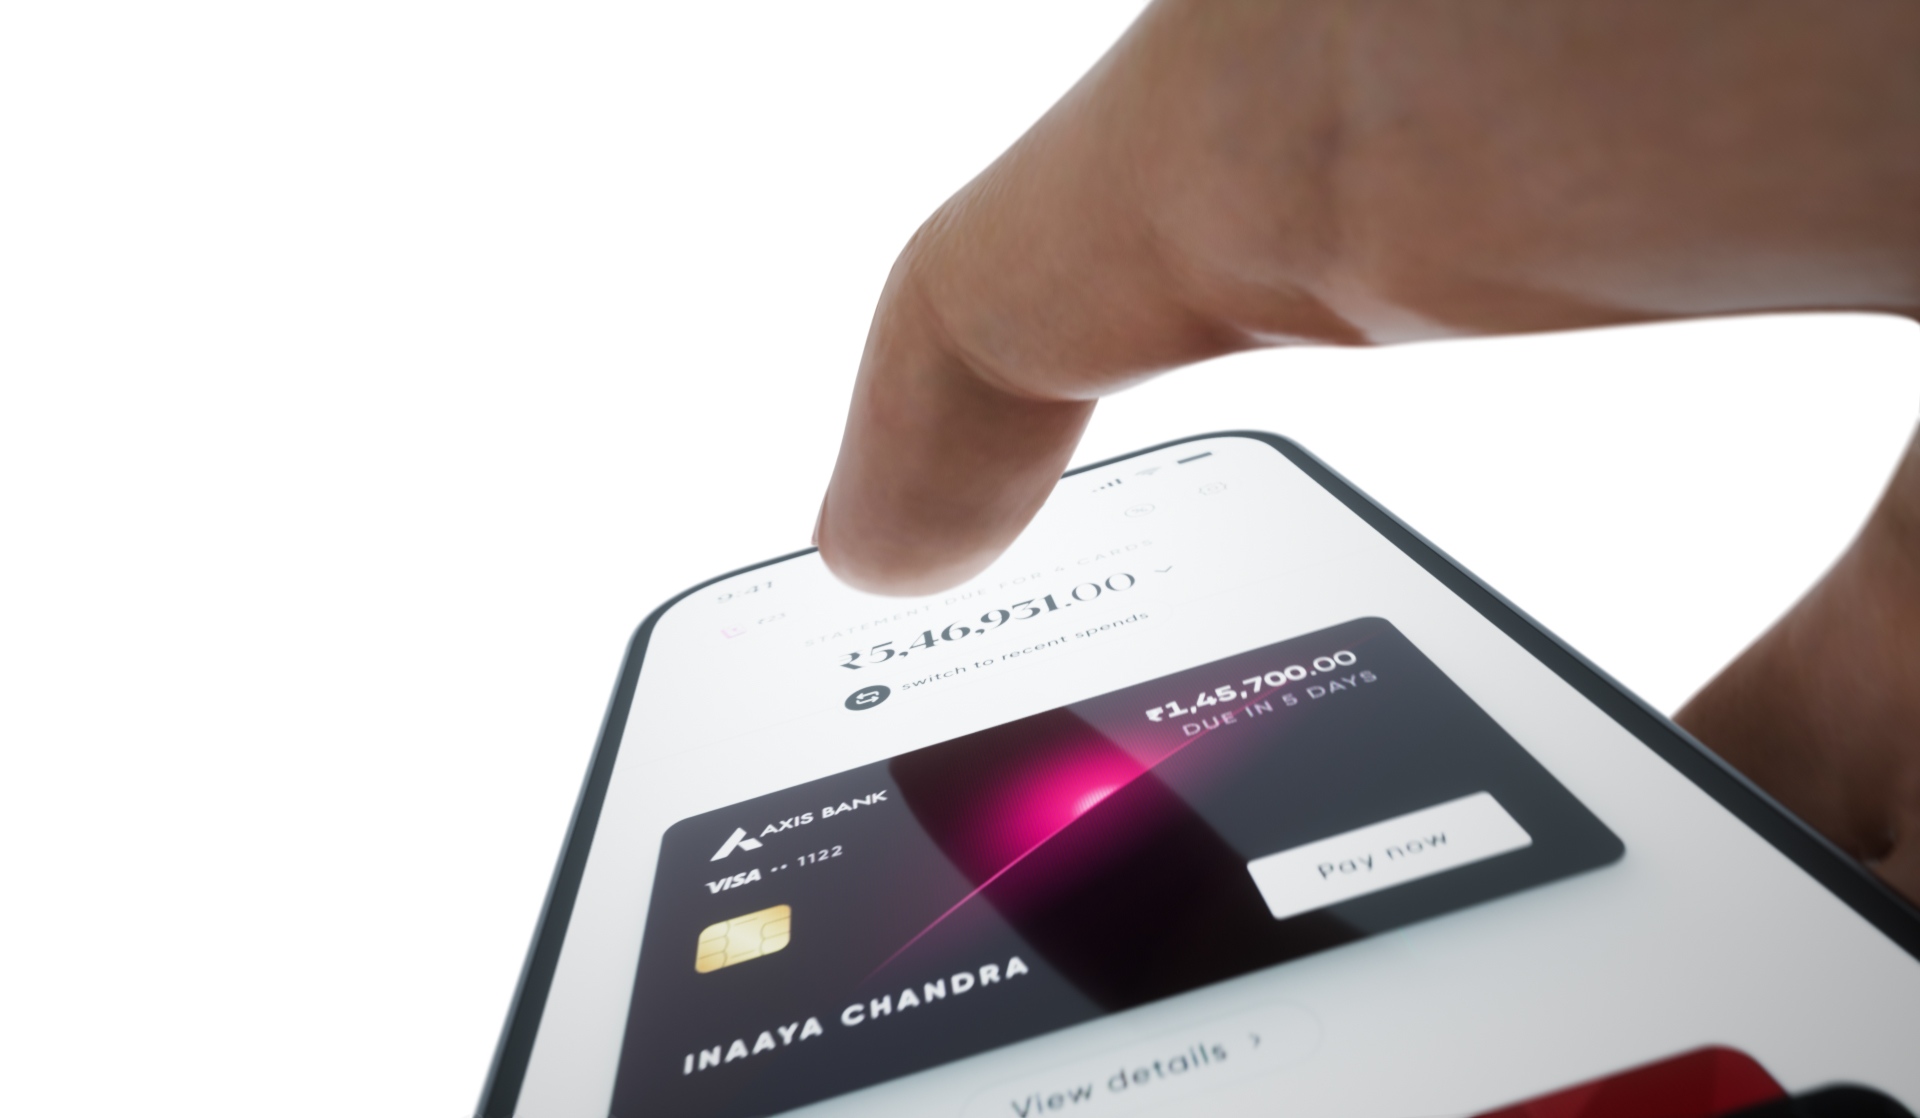 9:41
₹25
STATEMENT DUE FOR 4 CARDS
₹5,46,931.00
switch to recent spends
₹1,45,700.00
DUE IN 5 DAYS
AXIS BANK
VISA •• 1122
Pay now
INAAYA CHANDRA
View details >